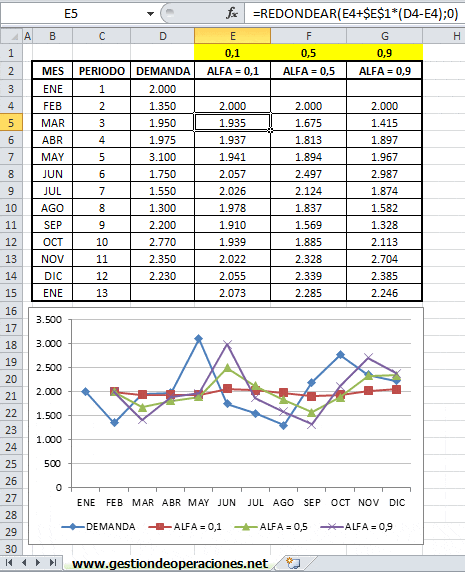 E5 fx =REDONDEAR(E4+$E$1*(D4-E4);0)
A B C D E F G H
1 0,1 0,5 0,9
2 MES PERIODO DEMANDA ALFA = 0,1 ALFA = 0,5 ALFA = 0,9
3 ENE 1 2.000
4 FEB 2 1.350 2.000 2.000 2.000
5 MAR 3 1.950 1.935 1.675 1.415
6 ABR 4 1.975 1.937 1.813 1.897
7 MAY 5 3.100 1.941 1.894 1.967
8 JUN 6 1.750 2.057 2.497 2.987
9 JUL 7 1.550 2.026 2.124 1.874
10 AGO 8 1.300 1.978 1.837 1.582
11 SEP 9 2.200 1.910 1.569 1.328
12 OCT 10 2.770 1.939 1.885 2.113
13 NOV 11 2.350 2.022 2.328 2.704
14 DIC 12 2.230 2.055 2.339 2.385
15 ENE 13 2.073 2.285 2.246
16
17 3.500
18
19 3.000
20 2.500
21 2.000
22
23 1.500
24
25 1.000
26 500
27 0
28 ENE FEB MAR ABR MAY JUN JUL AGO SEP OCT NOV DIC
29 DEMANDA ALFA = 0,1 ALFA = 0,5 ALFA = 0,9
30
www.gestiondeoperaciones.net